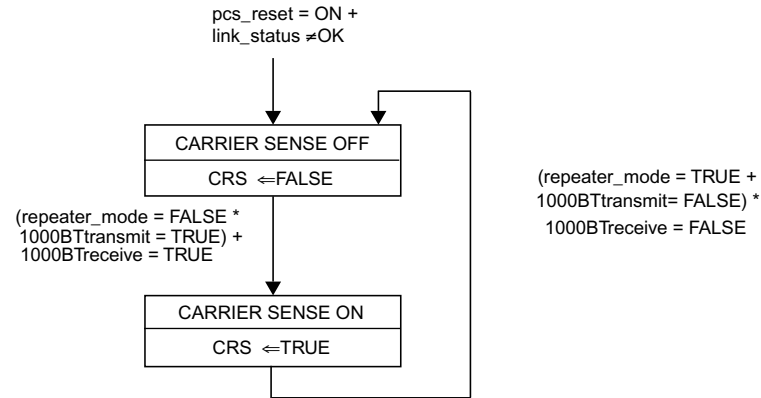 pcs_reset = ON +
link_status ≠OK
CARRIER SENSE OFF
CRS ⇐FALSE
(repeater_mode = FALSE *
1000BTtransmit = TRUE) +
1000BTreceive = TRUE
(repeater_mode = TRUE +
1000BTtransmit= FALSE) *
1000BTreceive = FALSE
CARRIER SENSE ON
CRS ⇐TRUE